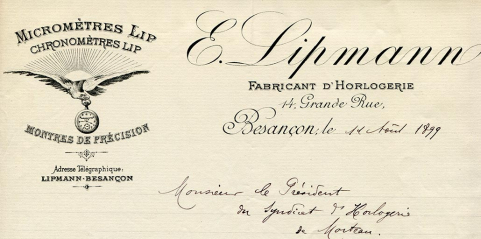 MICROMÈTRES LIP
CHRONOMÈTRES LIP
MONTRES DE PRÉCISION
Adresse Télégraphique:
LIPMANN-BESANÇON
E. Lipmann
FABRICANT D'HORLOGERIE
14, Grande Rue,
Besançon, le 11 Août 1899
Monsieur le Président
du Syndicat d'Horlogerie
de Morteau.